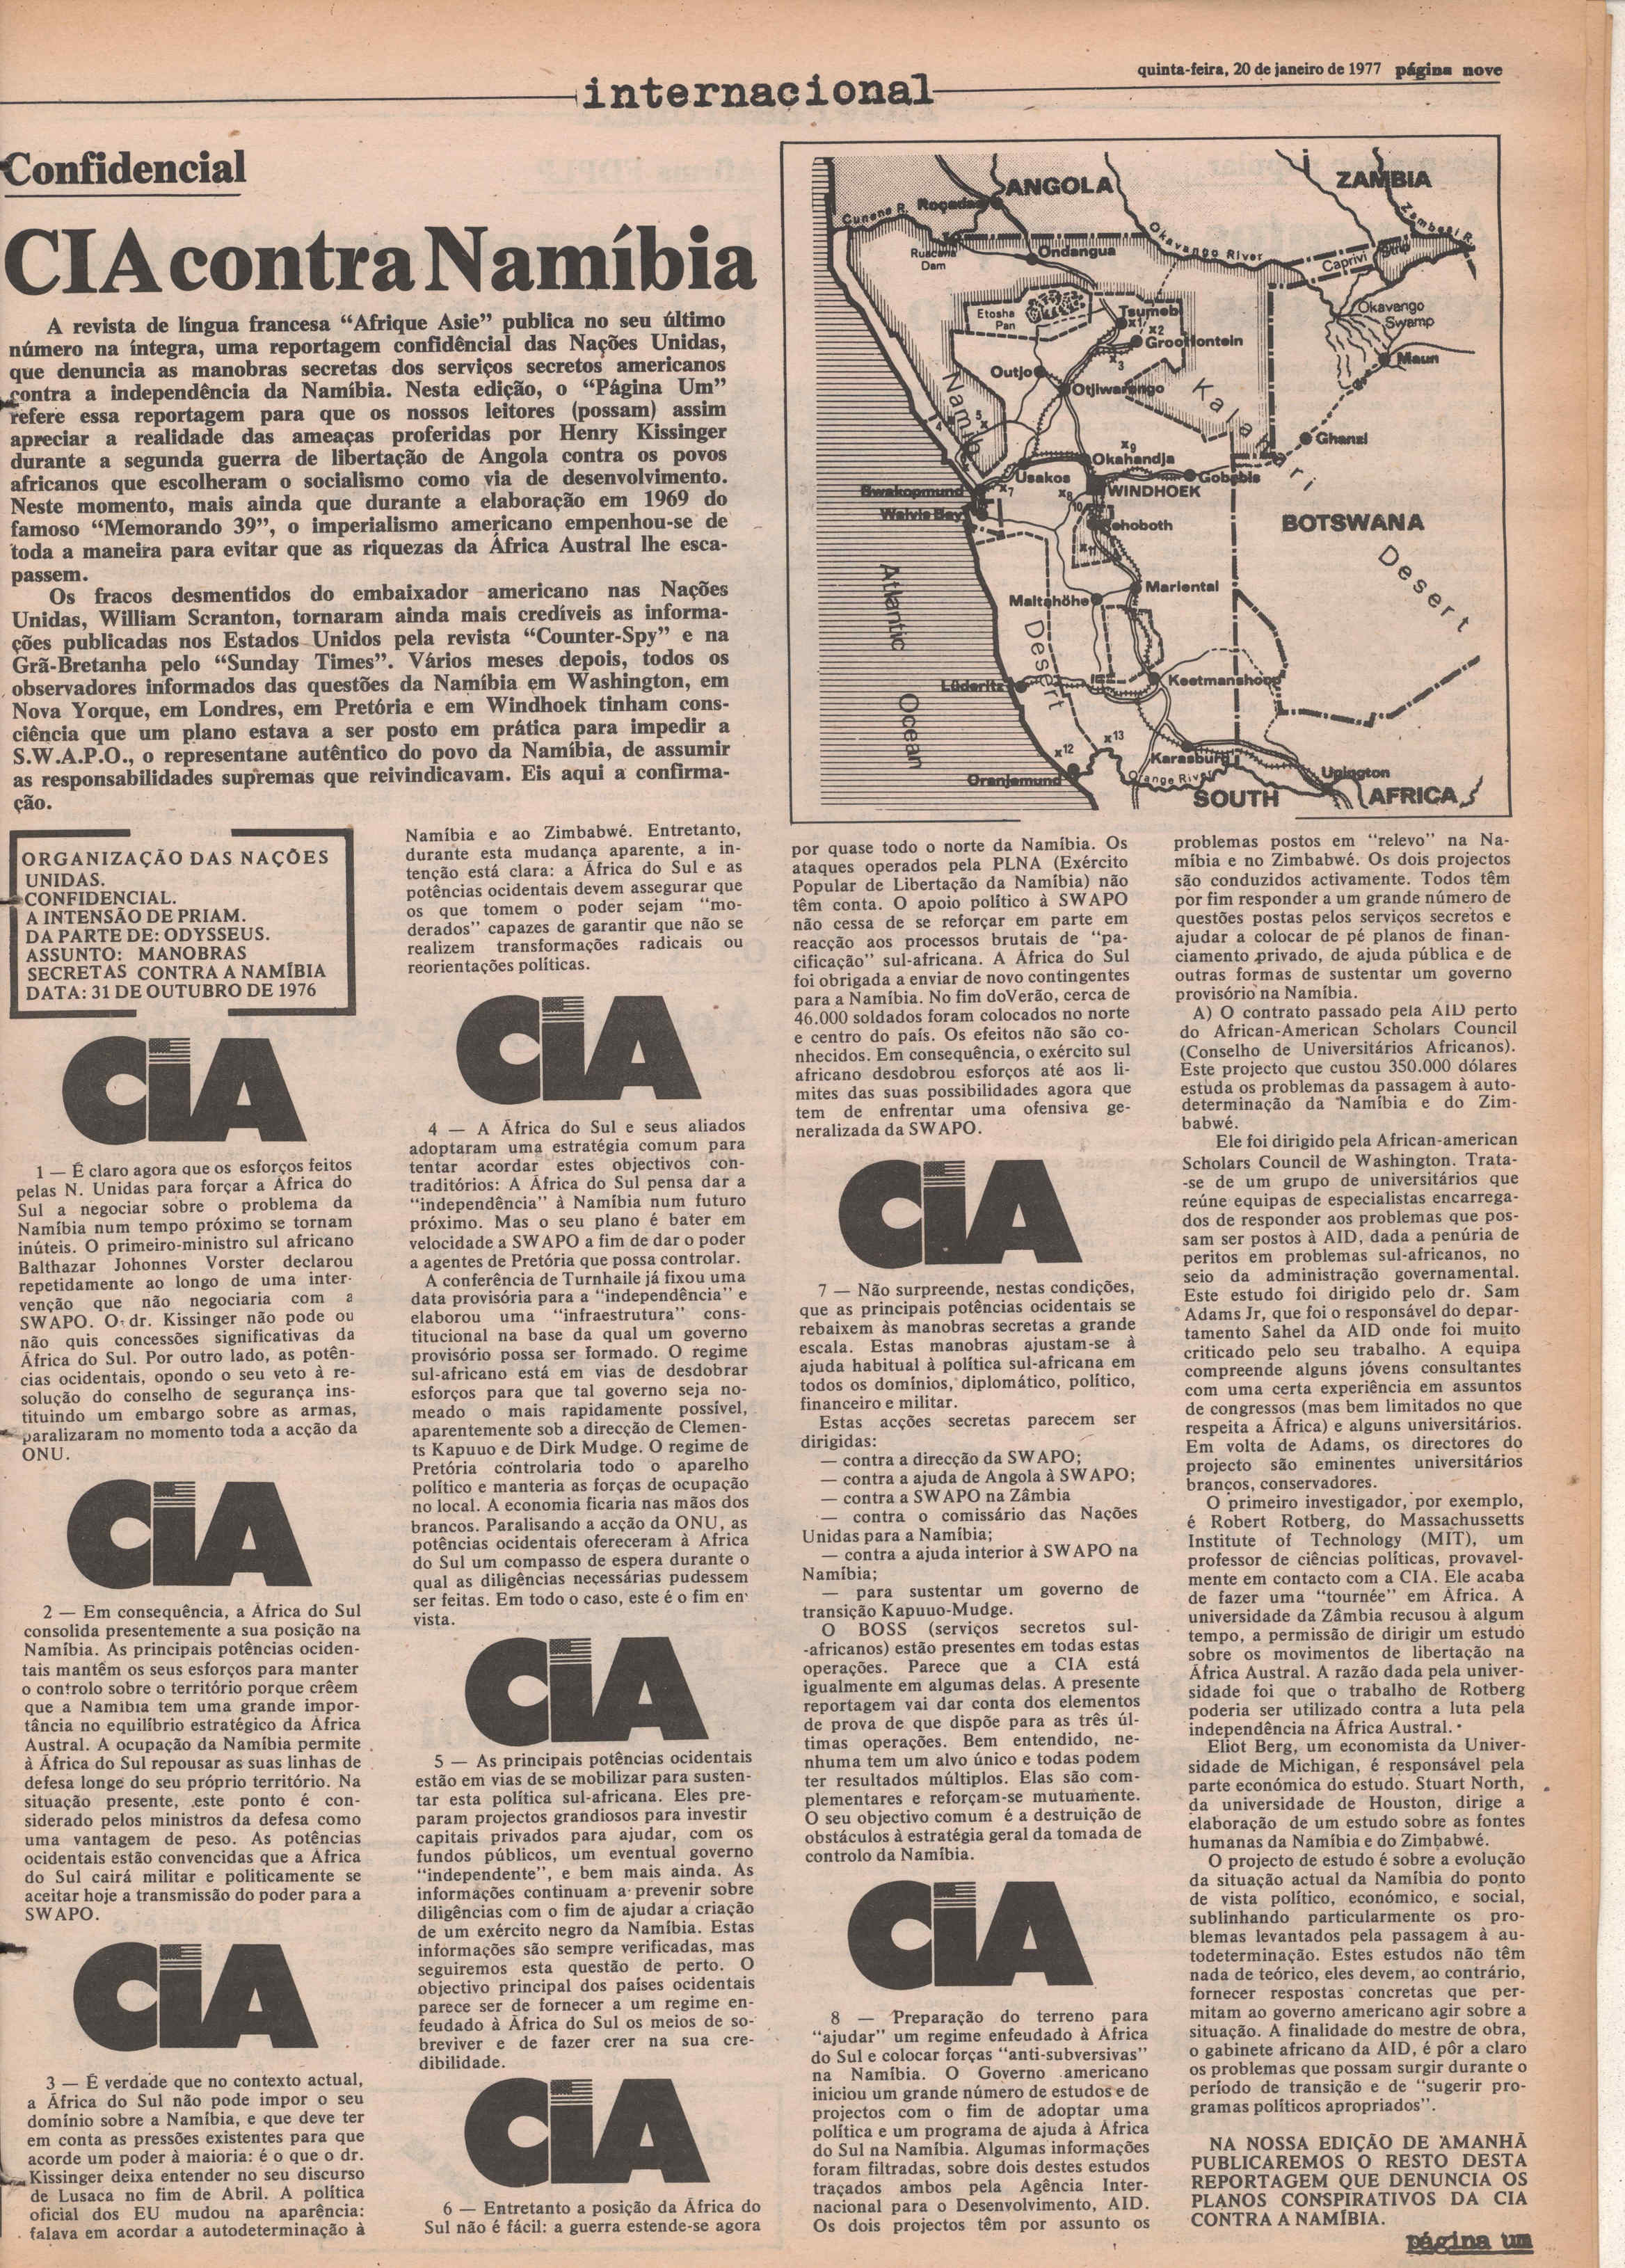 quinta-feira, 20 de janeiro de 1977 página nove
internacional
Confidencial
CIA contra Namíbia
A revista de língua francesa “Afrique Asie” publica no seu último
número na íntegra, uma reportagem confidêncial das Nações Unidas,
que denuncia as manobras secretas dos serviços secretos americanos
contra a independência da Namíbia. Nesta edição, o “Página Um”
refere essa reportagem para que os nossos leitores (possam) assim
apreciar a realidade das ameaças proferidas por Henry Kissinger
durante a segunda guerra de libertação de Angola contra os povos
africanos que escolheram o socialismo como via de desenvolvimento.
Neste momento, mais ainda que durante a elaboração em 1969 do
famoso “Memorando 39”, o imperialismo americano empenhou-se de
toda a maneira para evitar que as riquezas da África Austral lhe esca-
passem.
Os fracos desmentidos do embaixador americano nas Nações
Unidas, William Scranton, tornaram ainda mais credíveis as informa-
ções publicadas nos Estados Unidos pela revista “Counter-Spy” e na
Grã-Bretanha pelo “Sunday Times”. Vários meses depois, todos os
observadores informados das questões da Namíbia em Washington, em
Nova Yorque, em Londres, em Pretória e em Windhoek tinham cons-
ciência que um plano estava a ser posto em prática para impedir a
S.W.A.P.O., o representane autêntico do povo da Namíbia, de assumir
as responsabilidades supremas que reivindicavam. Eis aqui a confirma-
ção.
ANGOLA
ZAMBIA
Cunene R.
Roçadas
Zambesi R.
Okavango River
Ruacana
Dam
Ondangua
Caprivi Strip
Etosha
Pan
Tsumeb
x1
x2
Grootfontein
x3
Okavango
Swamp
Maun
Outjo
Otjiwarongo
Namib
4
5
x
Kalahari
Ghanzi
x9
Okahandja
Usakos
Gobabis
Swakopmund
x7
x8
WINDHOEK
Walvis Bay
10
Rehoboth
BOTSWANA
x11
Desert
Atlantic
Ocean
Mariental
Maltahöhe
Desert
Lüderitz
Keetmanshoop
x12
x13
Karasburg
Oranjemund
Orange River
Upington
SOUTH AFRICA
ORGANIZAÇÃO DAS NAÇÕES
UNIDAS.
CONFIDENCIAL.
A INTENSÃO DE PRIAM.
DA PARTE DE: ODYSSEUS.
ASSUNTO: MANOBRAS
SECRETAS CONTRA A NAMÍBIA
DATA: 31 DE OUTUBRO DE 1976
CIA
1 — É claro agora que os esforços feitos
pelas N. Unidas para forçar a África do
Sul a negociar sobre o problema da
Namíbia num tempo próximo se tornam
inúteis. O primeiro-ministro sul africano
Balthazar Johonnes Vorster declarou
repetidamente ao longo de uma inter-
venção que não negociaria com a
SWAPO. O dr. Kissinger não pode ou
não quis concessões significativas da
África do Sul. Por outro lado, as potên-
cias ocidentais, opondo o seu veto à re-
solução do conselho de segurança ins-
tituindo um embargo sobre as armas,
paralizaram no momento toda a acção da
ONU.
CIA
2 — Em consequência, a África do Sul
consolida presentemente a sua posição na
Namíbia. As principais potências ociden-
tais mantêm os seus esforços para manter
o controlo sobre o território porque crêem
que a Namíbia tem uma grande impor-
tância no equilíbrio estratégico da África
Austral. A ocupação da Namíbia permite
à África do Sul repousar as suas linhas de
defesa longe do seu próprio território. Na
situação presente, este ponto é con-
siderado pelos ministros da defesa como
uma vantagem de peso. As potências
ocidentais estão convencidas que a África
do Sul cairá militar e politicamente se
aceitar hoje a transmissão do poder para a
SWAPO.
CIA
3 — É verdade que no contexto actual,
a África do Sul não pode impor o seu
domínio sobre a Namíbia, e que deve ter
em conta as pressões existentes para que
acorde um poder à maioria: é o que o dr.
Kissinger deixa entender no seu discurso
de Lusaca no fim de Abril. A política
oficial dos EU mudou na aparência:
falava em acordar a autodeterminação à
Namíbia e ao Zimbabwé. Entretanto,
durante esta mudança aparente, a in-
tenção está clara: a África do Sul e as
potências ocidentais devem assegurar que
os que tomem o poder sejam “mo-
derados” capazes de garantir que não se
realizem transformações radicais ou
reorientações políticas.
CIA
4 — A África do Sul e seus aliados
adoptaram uma estratégia comum para
tentar acordar estes objectivos con-
traditórios: A África do Sul pensa dar a
“independência” à Namíbia num futuro
próximo. Mas o seu plano é bater em
velocidade a SWAPO a fim de dar o poder
a agentes de Pretória que possa controlar.
A conferência de Turnhaile já fixou uma
data provisória para a “independência” e
elaborou uma “infraestrutura” cons-
titucional na base da qual um governo
provisório possa ser formado. O regime
sul-africano está em vias de desdobrar
esforços para que tal governo seja no-
meado o mais rapidamente possível,
aparentemente sob a direcção de Clemen-
ts Kapuuo e de Dirk Mudge. O regime de
Pretória controlaria todo o aparelho
político e manteria as forças de ocupação
no local. A economia ficaria nas mãos dos
brancos. Paralisando a acção da ONU, as
potências ocidentais ofereceram à África
do Sul um compasso de espera durante o
qual as diligências necessárias pudessem
ser feitas. Em todo o caso, este é o fim en
vista.
CIA
5 — As principais potências ocidentais
estão em vias de se mobilizar para susten-
tar esta política sul-africana. Eles pre-
param projectos grandiosos para investir
capitais privados para ajudar, com os
fundos públicos, um eventual governo
“independente”, e bem mais ainda. As
informações continuam a prevenir sobre
diligências com o fim de ajudar a criação
de um exército negro da Namíbia. Estas
informações são sempre verificadas, mas
seguiremos esta questão de perto. O
objectivo principal dos países ocidentais
parece ser de fornecer a um regime en-
feudado à África do Sul os meios de so-
breviver e de fazer crer na sua cre-
dibilidade.
CIA
6 — Entretanto a posição da África do
Sul não é fácil: a guerra estende-se agora
por quase todo o norte da Namíbia. Os
ataques operados pela PLNA (Exército
Popular de Libertação da Namíbia) não
têm conta. O apoio político à SWAPO
não cessa de se reforçar em parte em
reacção aos processos brutais de “pa-
cificação” sul-africana. A África do Sul
foi obrigada a enviar de novo contingentes
para a Namíbia. No fim doVerão, cerca de
46.000 soldados foram colocados no norte
e centro do país. Os efeitos não são co-
nhecidos. Em consequência, o exército sul
africano desdobrou esforços até aos li-
mites das suas possibilidades agora que
tem de enfrentar uma ofensiva ge-
neralizada da SWAPO.
CIA
7 — Não surpreende, nestas condições,
que as principais potências ocidentais se
rebaixem às manobras secretas a grande
escala. Estas manobras ajustam-se à
ajuda habitual à política sul-africana em
todos os domínios, diplomático, político,
financeiro e militar.
Estas acções secretas parecem ser
dirigidas:
— contra a direcção da SWAPO;
— contra a ajuda de Angola à SWAPO;
— contra a SWAPO na Zâmbia
— contra o comissário das Nações
Unidas para a Namíbia;
— contra a ajuda interior à SWAPO na
Namíbia;
— para sustentar um governo de
transição Kapuuo-Mudge.
O BOSS (serviços secretos sul-
-africanos) estão presentes em todas estas
operações. Parece que a CIA está
igualmente em algumas delas. A presente
reportagem vai dar conta dos elementos
de prova de que dispõe para as três úl-
timas operações. Bem entendido, ne-
nhuma tem um alvo único e todas podem
ter resultados múltiplos. Elas são com-
plementares e reforçam-se mutuamente.
O seu objectivo comum é a destruição de
obstáculos à estratégia geral da tomada de
controlo da Namíbia.
CIA
8 — Preparação do terreno para
“ajudar” um regime enfeudado à África
do Sul e colocar forças “anti-subversivas”
na Namíbia. O Governo americano
iniciou um grande número de estudos e de
projectos com o fim de adoptar uma
política e um programa de ajuda à África
do Sul na Namíbia. Algumas informações
foram filtradas, sobre dois destes estudos
traçados ambos pela Agência Inter-
nacional para o Desenvolvimento, AID.
Os dois projectos têm por assunto os
problemas postos em “relevo” na Na-
míbia e no Zimbabwé. Os dois projectos
são conduzidos activamente. Todos têm
por fim responder a um grande número de
questões postas pelos serviços secretos e
ajudar a colocar de pé planos de finan-
ciamento privado, de ajuda pública e de
outras formas de sustentar um governo
provisório na Namíbia.
A) O contrato passado pela AID perto
do African-American Scholars Council
(Conselho de Universitários Africanos).
Este projecto que custou 350.000 dólares
estuda os problemas da passagem à auto-
determinação da Namíbia e do Zim-
babwé.
Ele foi dirigido pela African-american
Scholars Council de Washington. Trata-
-se de um grupo de universitários que
reúne equipas de especialistas encarrega-
dos de responder aos problemas que pos-
sam ser postos à AID, dada a penúria de
peritos em problemas sul-africanos, no
seio da administração governamental.
Este estudo foi dirigido pelo dr. Sam
Adams Jr, que foi o responsável do depar-
tamento Sahel da AID onde foi muito
criticado pelo seu trabalho. A equipa
compreende alguns jóvens consultantes
com uma certa experiência em assuntos
de congressos (mas bem limitados no que
respeita a África) e alguns universitários.
Em volta de Adams, os directores do
projecto são eminentes universitários
brancos, conservadores.
O primeiro investigador, por exemplo,
é Robert Rotberg, do Massachussetts
Institute of Technology (MIT), um
professor de ciências políticas, provavel-
mente em contacto com a CIA. Ele acaba
de fazer uma “tournée” em África. A
universidade da Zâmbia recusou à algum
tempo, a permissão de dirigir um estudo
sobre os movimentos de libertação na
África Austral. A razão dada pela univer-
sidade foi que o trabalho de Rotberg
poderia ser utilizado contra a luta pela
independência na África Austral.
Eliot Berg, um economista da Univer-
sidade de Michigan, é responsável pela
parte económica do estudo. Stuart North,
da universidade de Houston, dirige a
elaboração de um estudo sobre as fontes
humanas da Namíbia e do Zimbabwé.
O projecto de estudo é sobre a evolução
da situação actual da Namíbia do ponto
de vista político, económico, e social,
sublinhando particularmente os pro-
blemas levantados pela passagem à au-
todeterminação. Estes estudos não têm
nada de teórico, eles devem, ao contrário,
fornecer respostas concretas que per-
mitam ao governo americano agir sobre a
situação. A finalidade do mestre de obra,
o gabinete africano da AID, é pôr a claro
os problemas que possam surgir durante o
período de transição e de “sugerir pro-
gramas políticos apropriados”.
NA NOSSA EDIÇÃO DE AMANHÃ
PUBLICAREMOS O RESTO DESTA
REPORTAGEM QUE DENUNCIA OS
PLANOS CONSPIRATIVOS DA CIA
CONTRA A NAMÍBIA.
página um